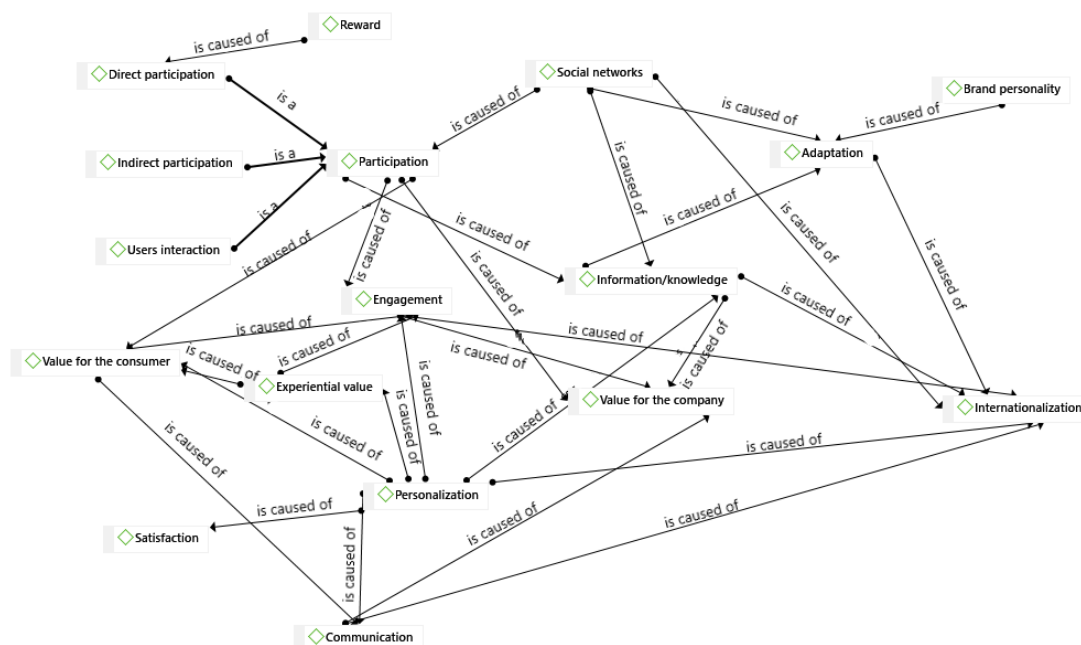 Reward
is caused of
Direct participation
Social networks
Brand personality
is a
is caused of
is caused of
is caused of
Indirect participation
is a
Participation
Adaptation
is caused of
is a
is caused of
Users interaction
is caused of
is caused of
is caused of
is caused of
is caused of
is caused of
Information/knowledge
Engagement
is caused of
is caused of
is caused of
is caused of
is caused of
is caused of
Value for the consumer
is caused of
is caused of
Experiential value
is caused of
is caused of
Value for the company
Internationalization
is caused of
is caused of
is caused of
is caused of
Personalization
is caused of
is caused of
is caused of
Satisfaction
is caused of
is caused of
Communication